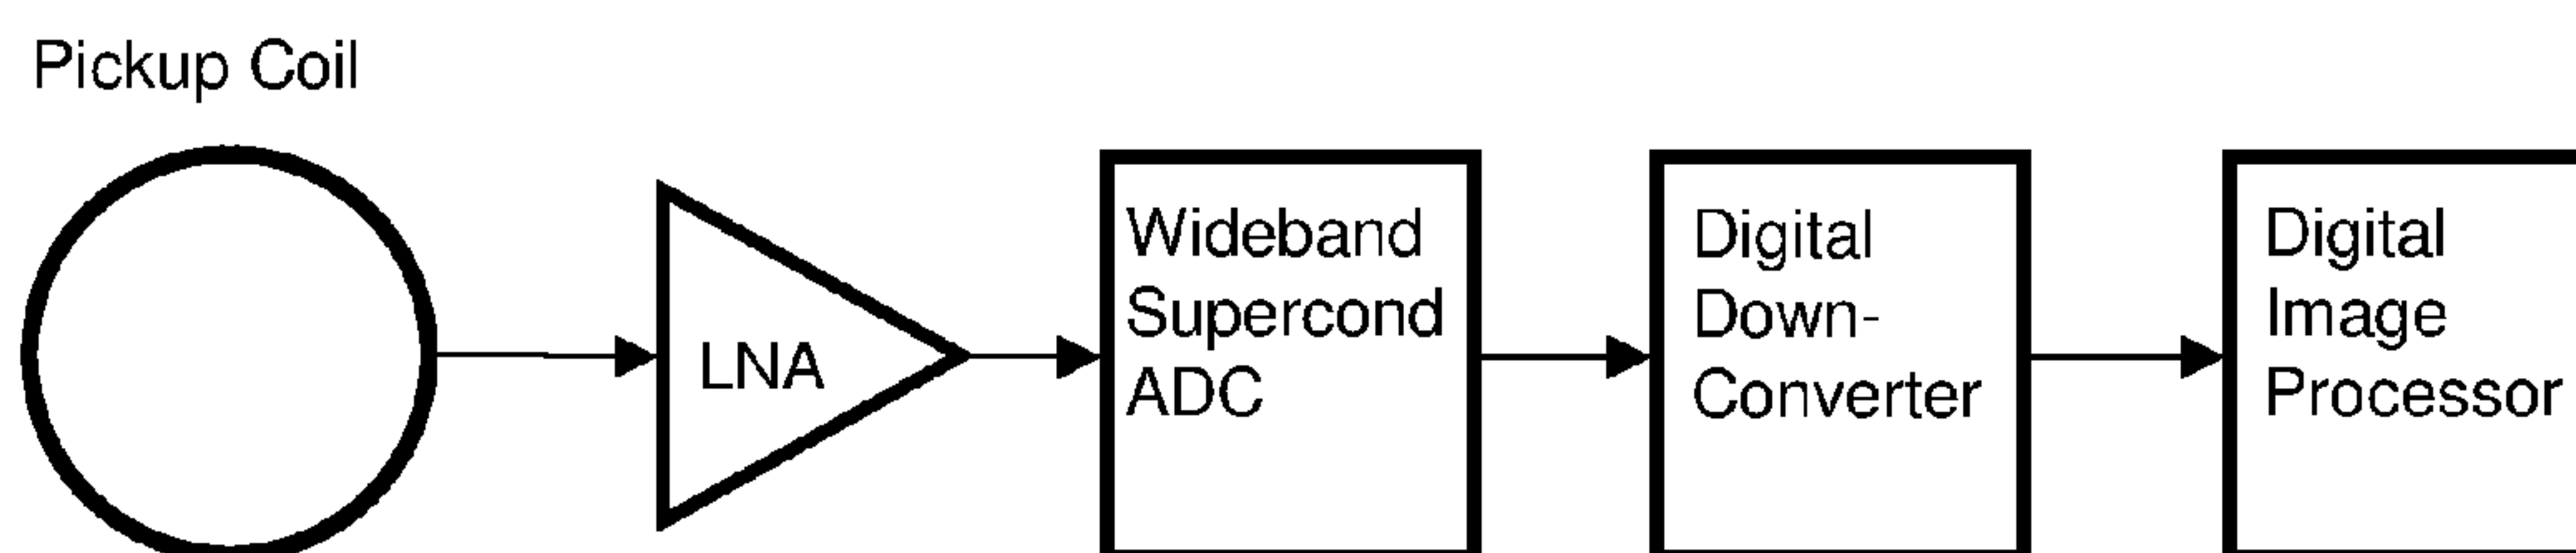 Pickup Coil
LNA
Wideband
Supercond
ADC
Digital
Down-
Converter
Digital
Image
Processor